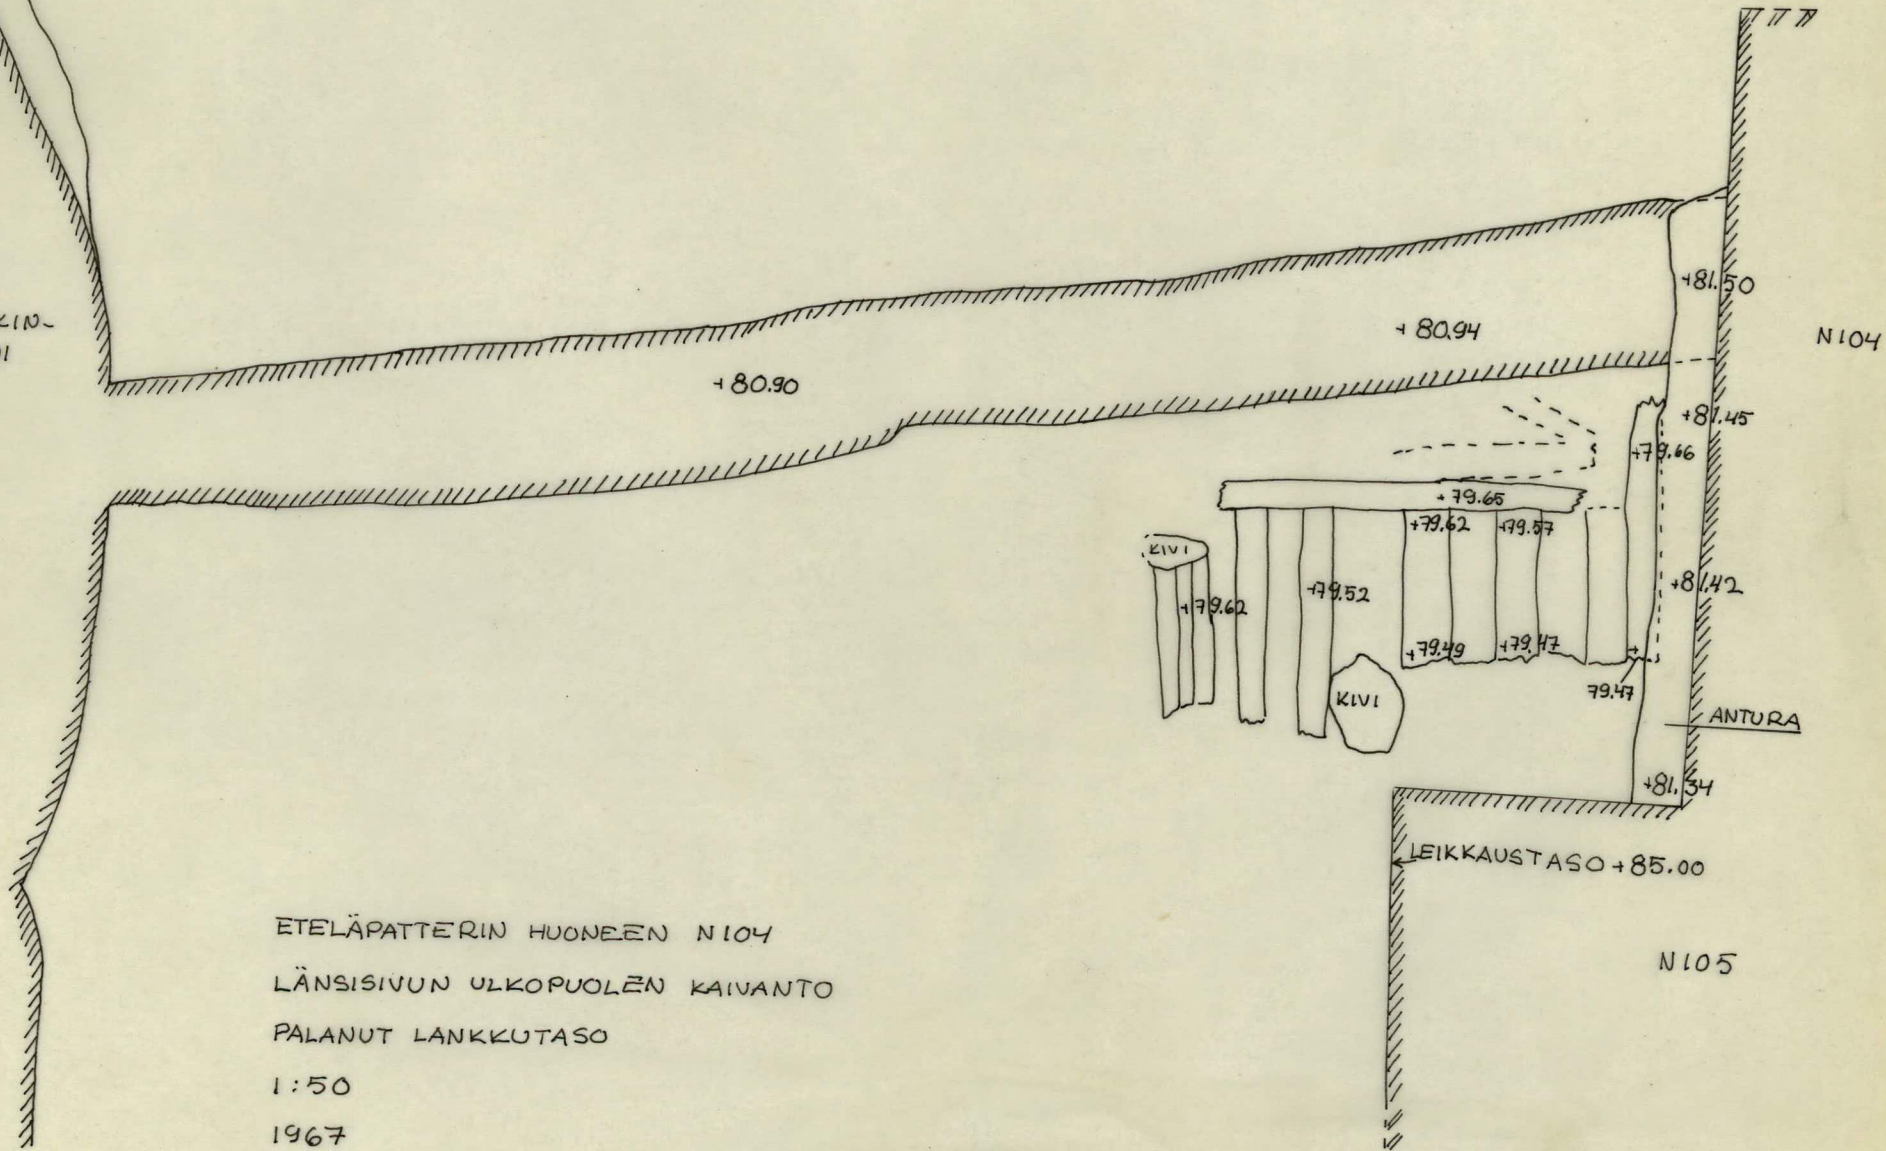 +81.50
+80.94
N104
+80.90
+81.45
+79.66
+79.65
+79.62
+79.57
KIVI
+81.42
+79.52
+79.62
+79.49
+79.47
79.47
KIVI
ANTURA
+81.34
LEIKKAUSTASO +85.00
N105
ETELÄPATTERIN HUONEEN N104
LÄNSISIVUN ULKOPUOLEN KAIVANTO
PALANUT LANKKUTASO
1:50
1967